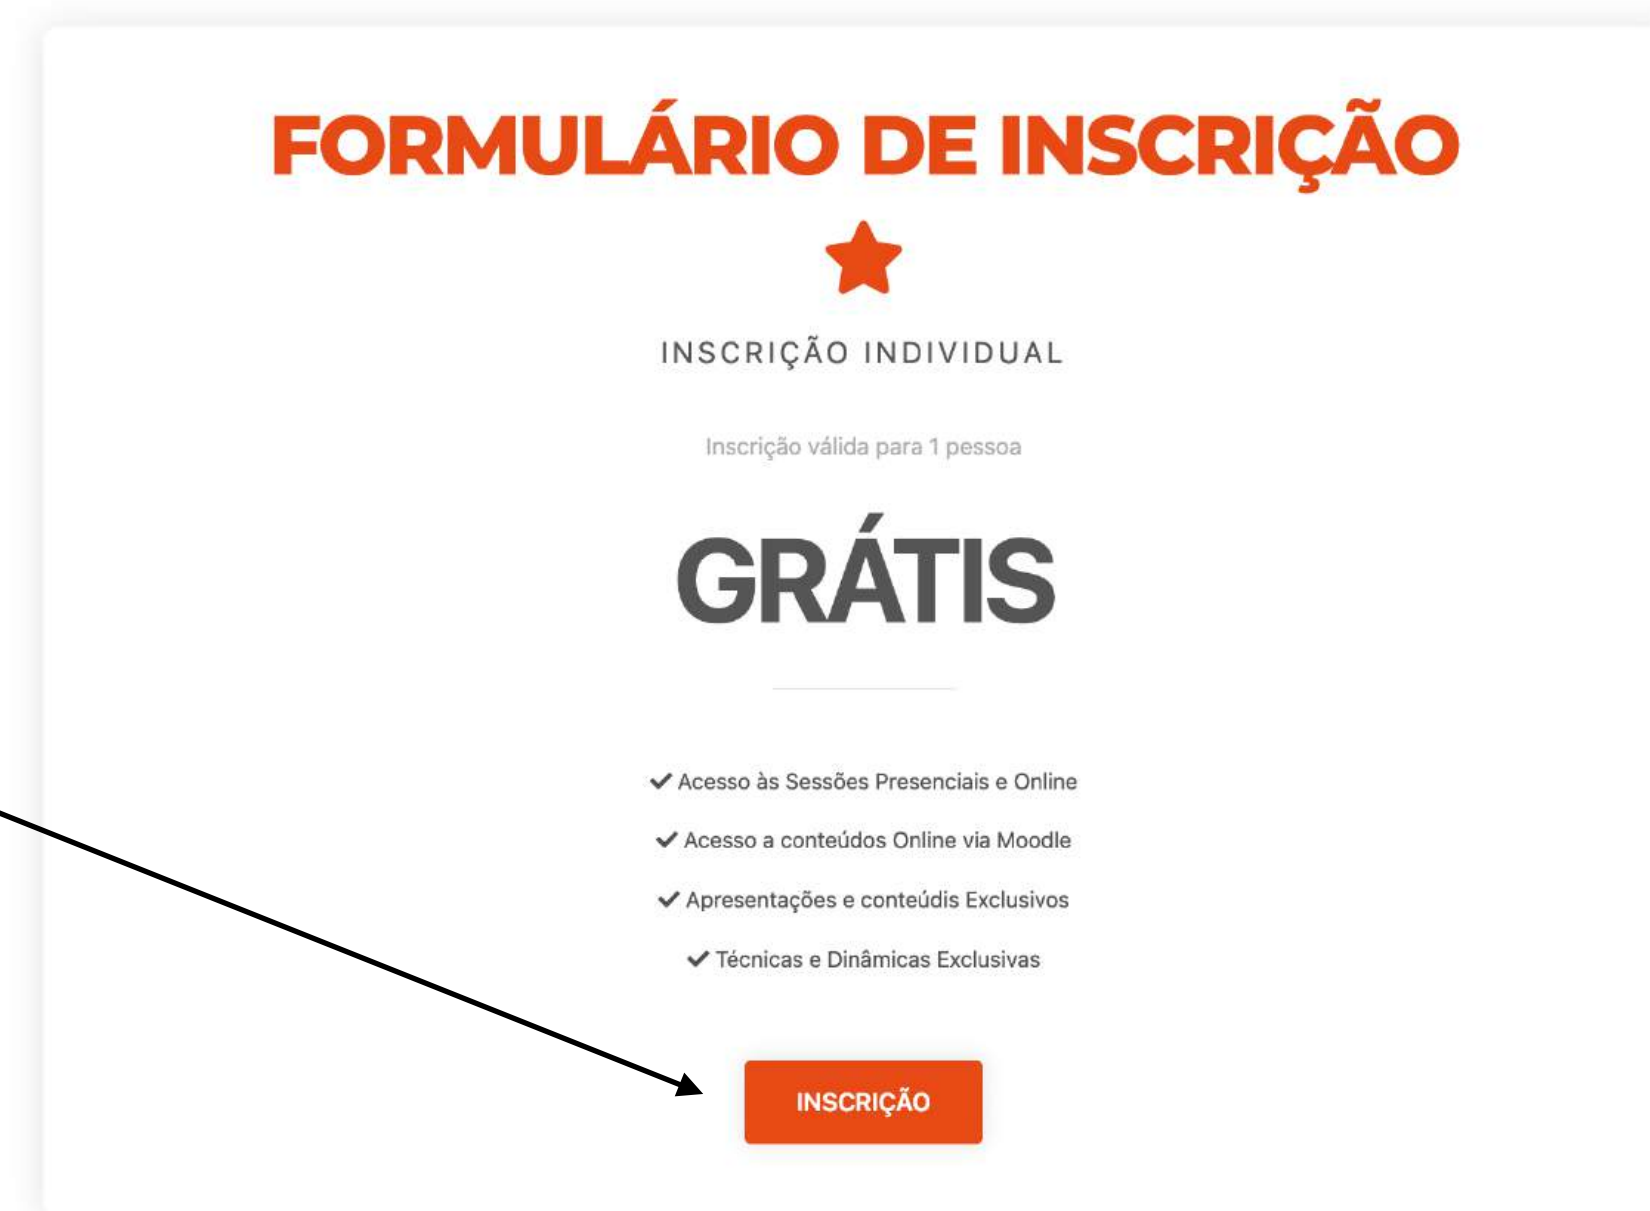 FORMULÁRIO DE INSCRIÇÃO
INSCRIÇÃO INDIVIDUAL
Inscrição válida para 1 pessoa
GRÁTIS
Acesso às Sessões Presenciais e Online
Acesso a conteúdos Online via Moodle
Apresentações e conteúdis Exclusivos
Técnicas e Dinâmicas Exclusivas
INSCRIÇÃO